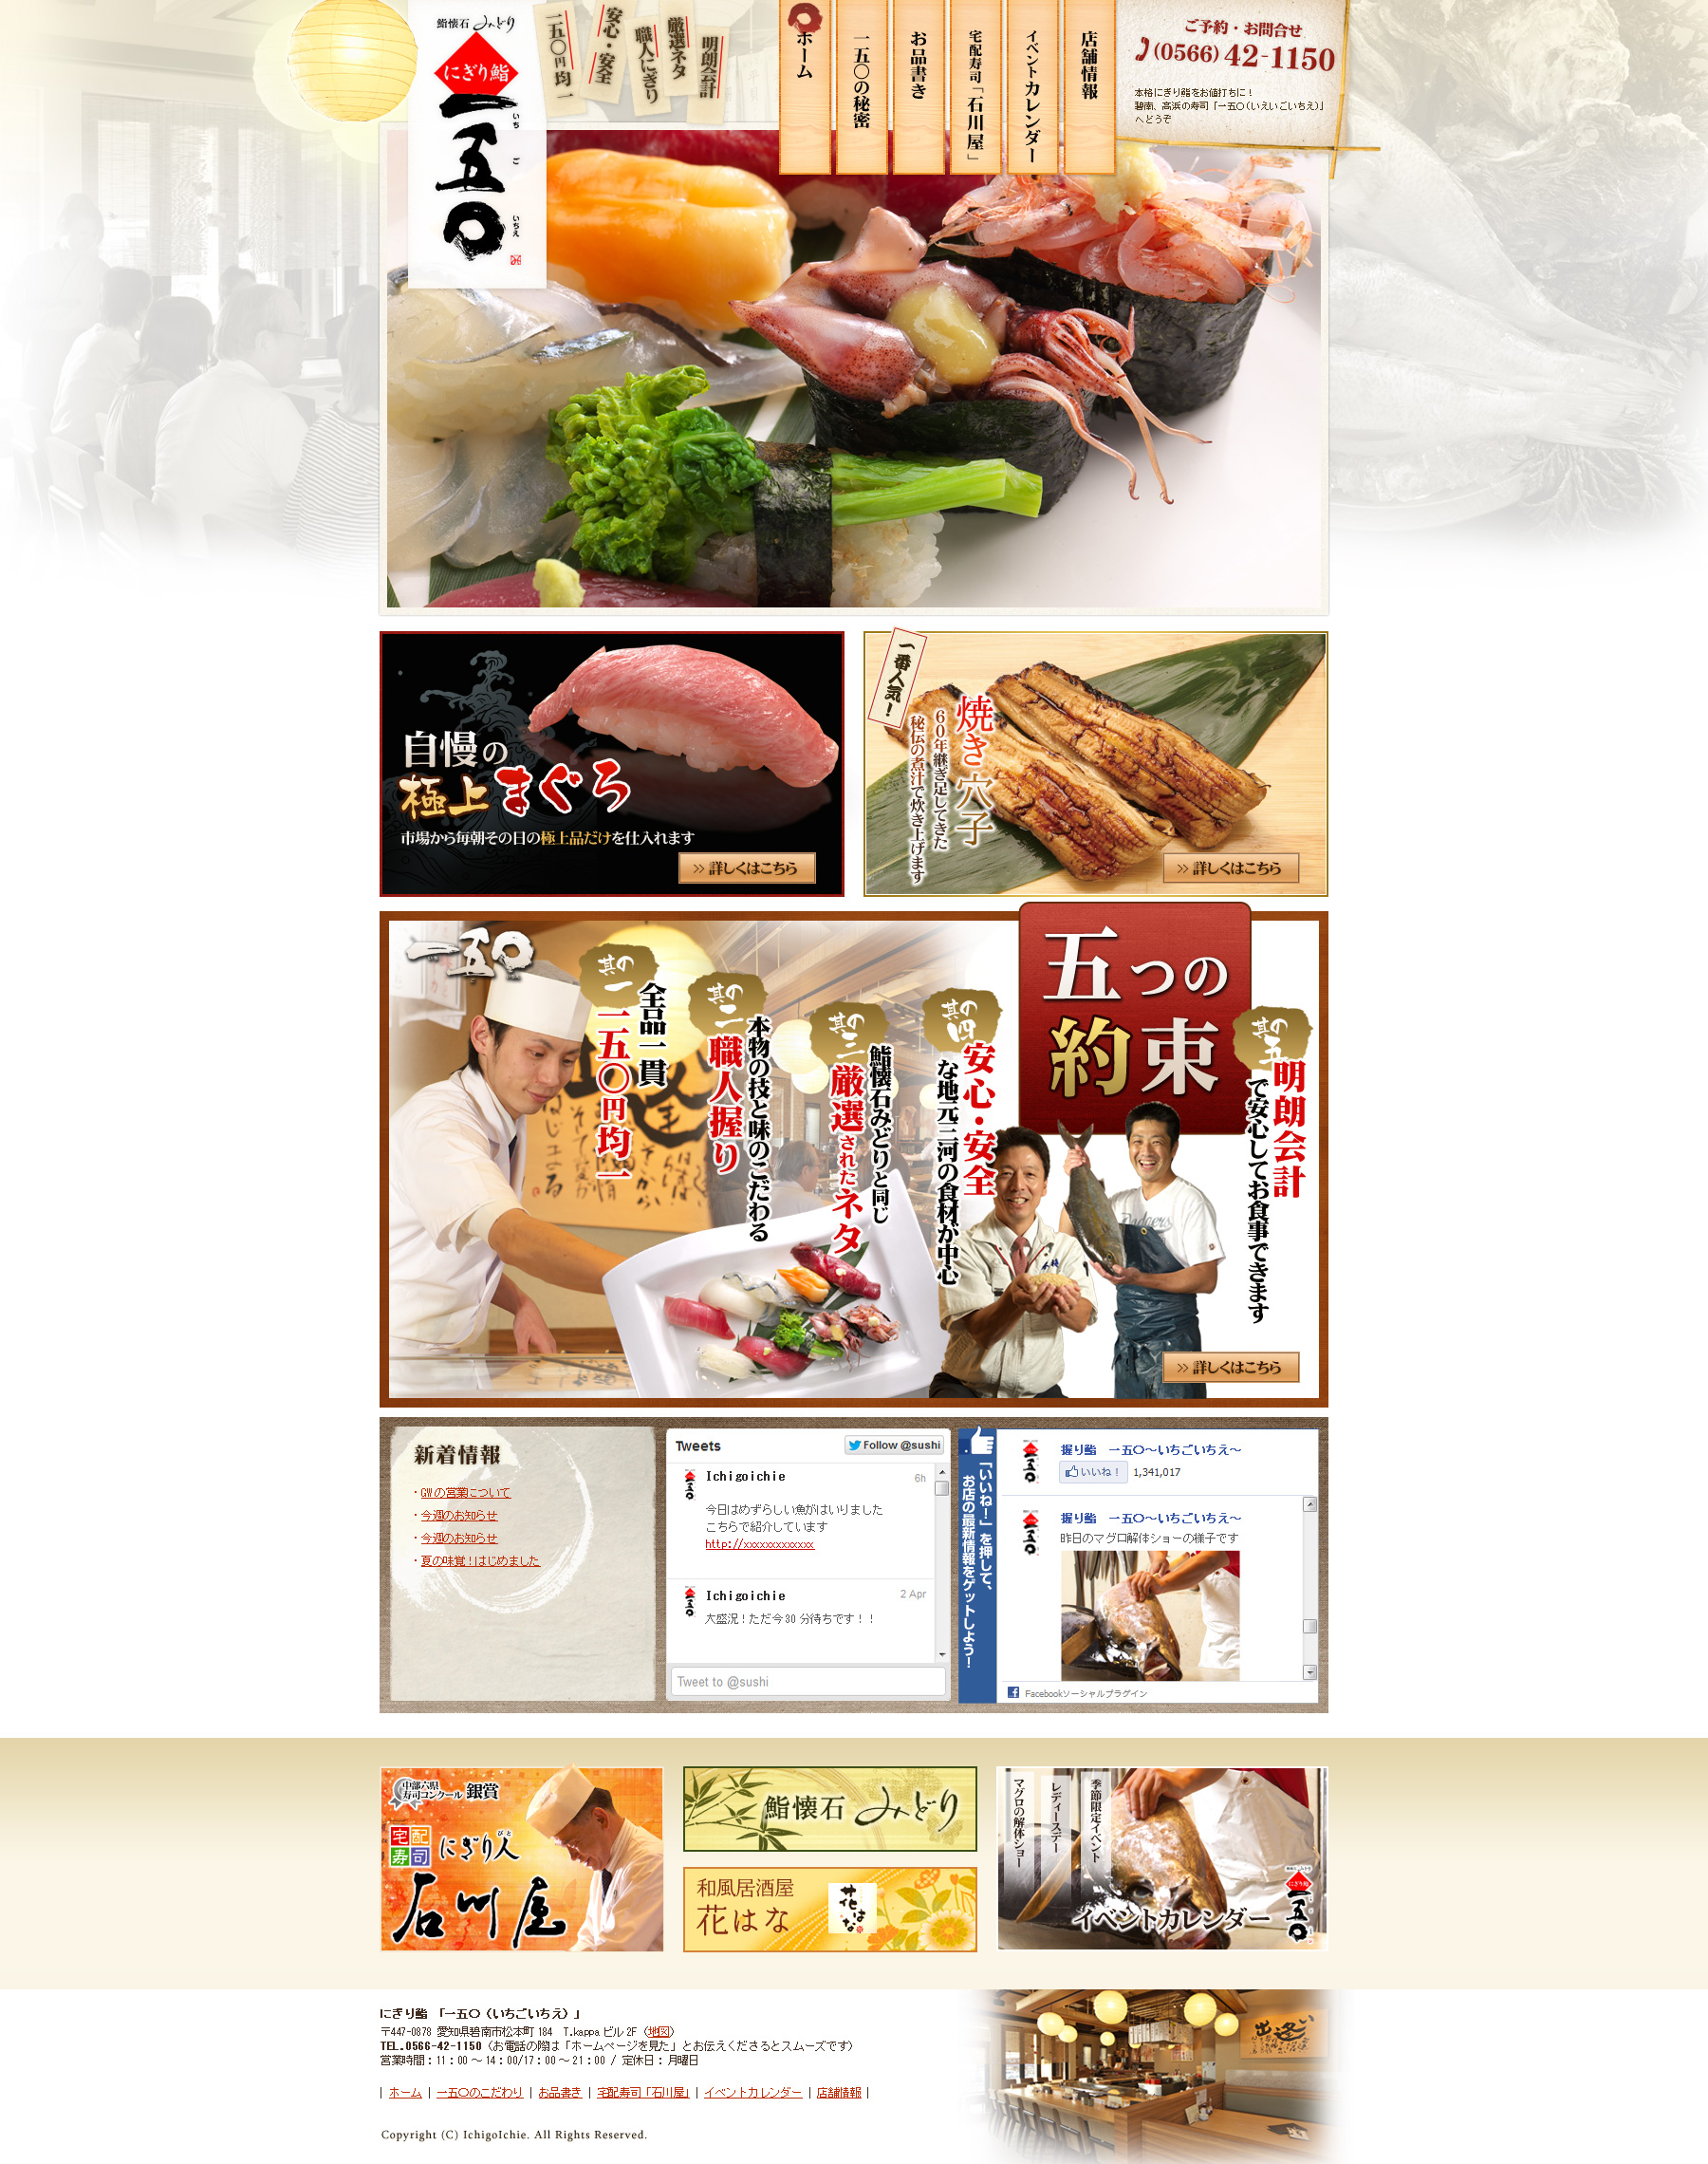 鮨懐石 みどり
にぎり鮨
一五〇
いち
ご
いちえ
一五〇円均一
安心・安全
職人にぎり
厳選ネタ
明朗会計
ホーム
一五〇の秘密
お品書き
宅配寿司「石川屋」
イベントカレンダー
店舗情報
ご予約・お問合せ
(0566) 42-1150
本格にぎり鮨をお値打ちに！
碧南、高浜の寿司「一五〇（いえいごいちえ）」
へどうぞ
自慢の
極上まぐろ
市場から毎朝その日の極上品だけを仕入れます
詳しくはこちら
一番人気！
焼き穴子
６０年継ぎ足してきた
秘伝の煮汁で炊き上げます
詳しくはこちら
一五〇
五つの
約束
其の一
全品一貫
一五〇円均一
其の二
本物の技と味のこだわる
職人握り
其の三
鮨懐石みどりと同じ
厳選されたネタ
其の四
安心・安全
な地元三河の食材が中心
其の五
明朗会計
で安心してお食事できます
詳しくはこちら
新着情報
・GWの営業について
・今週のお知らせ
・今週のお知らせ
・夏の味覚！はじめました
Tweets
Follow @sushi
Ichigoichie 6h
今日はめずらしい魚がはいりました
こちらで紹介しています
http://xxxxxxxxxxxxx
Ichigoichie 2 Apr
大盛況！ただ今30分待ちです！！
Tweet to @sushi
「いいね！」を押して、
お店の最新情報をゲットしよう！
握り鮨　一五〇～いちごいちえ～
いいね！ 1,341,017
握り鮨　一五〇～いちごいちえ～
昨日のマグロ解体ショーの様子です
Facebookソーシャルプラグイン
中部六県
寿司コンクール 銀賞
宅配
寿司
にぎり人
びと
石川屋
鮨懐石 みどり
和風居酒屋
花はな
花はな
マグロの解体ショー
レディースデー
季節限定イベント
イベントカレンダー
にぎり鮨
一五〇
にぎり鮨　「一五〇（いちごいちえ）」
〒447-0878 愛知県碧南市松本町184　T.kappaビル2F（地図）
TEL.0566-42-1150（お電話の際は「ホームページを見た」とお伝えくださるとスムーズです）
営業時間：11：00～14：00/17：00～21：00 / 定休日：月曜日
| ホーム | 一五〇のこだわり | お品書き | 宅配寿司「石川屋」 | イベントカレンダー | 店舗情報 |
Copyright (C) IchigoIchie. All Rights Reserved.